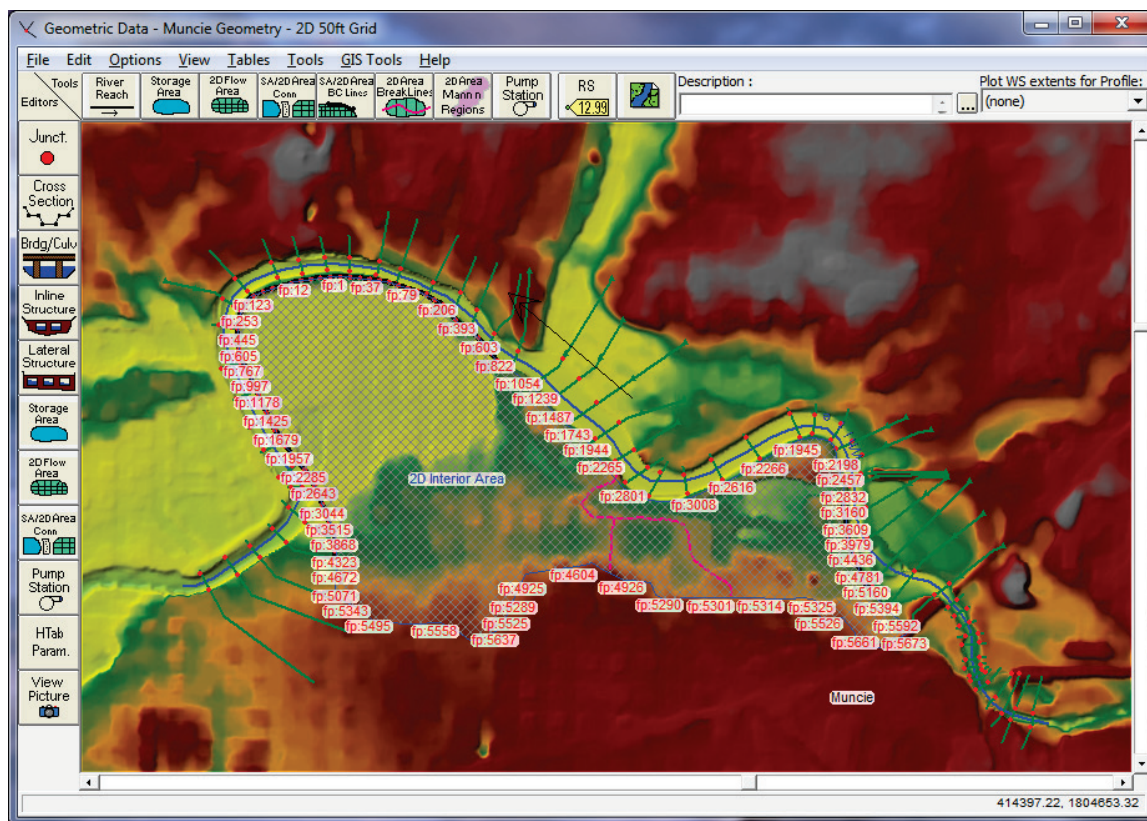 Geometric Data - Muncie Geometry - 2D 50ft Grid
File Edit Options View Tables Tools GIS Tools Help
Tools
Editors
River
Reach
Storage
Area
2D Flow
Area
SA/2D Area
Conn
SA/2D Area
BC Lines
2D Area
BreakLines
2D Area
Mann n
Regions
Pump
Station
RS
12.99
Description :
...
Plot WS extents for Profile:
(none)
Junct.
Cross
Section
Brdg/Culv
Inline
Structure
Lateral
Structure
Storage
Area
2D Flow
Area
SA/2D Area
Conn
Pump
Station
HTab
Param.
View
Picture
fp:123
fp:12
fp:1
fp:37
fp:79
fp:206
fp:393
fp:603
fp:822
fp:1054
fp:1239
fp:1487
fp:1743
fp:1944
fp:2265
fp:2801
fp:3008
fp:2616
fp:2266
fp:1945
fp:2198
fp:2457
fp:2832
fp:3160
fp:3609
fp:3979
fp:4436
fp:4781
fp:5160
fp:5394
fp:5592
fp:5673
fp:253
fp:445
fp:605
fp:767
fp:997
fp:1178
fp:1425
fp:1679
fp:1957
fp:2285
fp:2643
fp:3044
fp:3515
fp:3868
fp:4323
fp:4672
fp:5071
fp:5343
fp:5495
fp:5558
fp:5637
fp:5525
fp:5289
fp:4925
fp:4604
fp:4926
fp:5290
fp:5301
fp:5314
fp:5325
fp:5526
fp:5661
2D Interior Area
Muncie
414397.22, 1804653.32